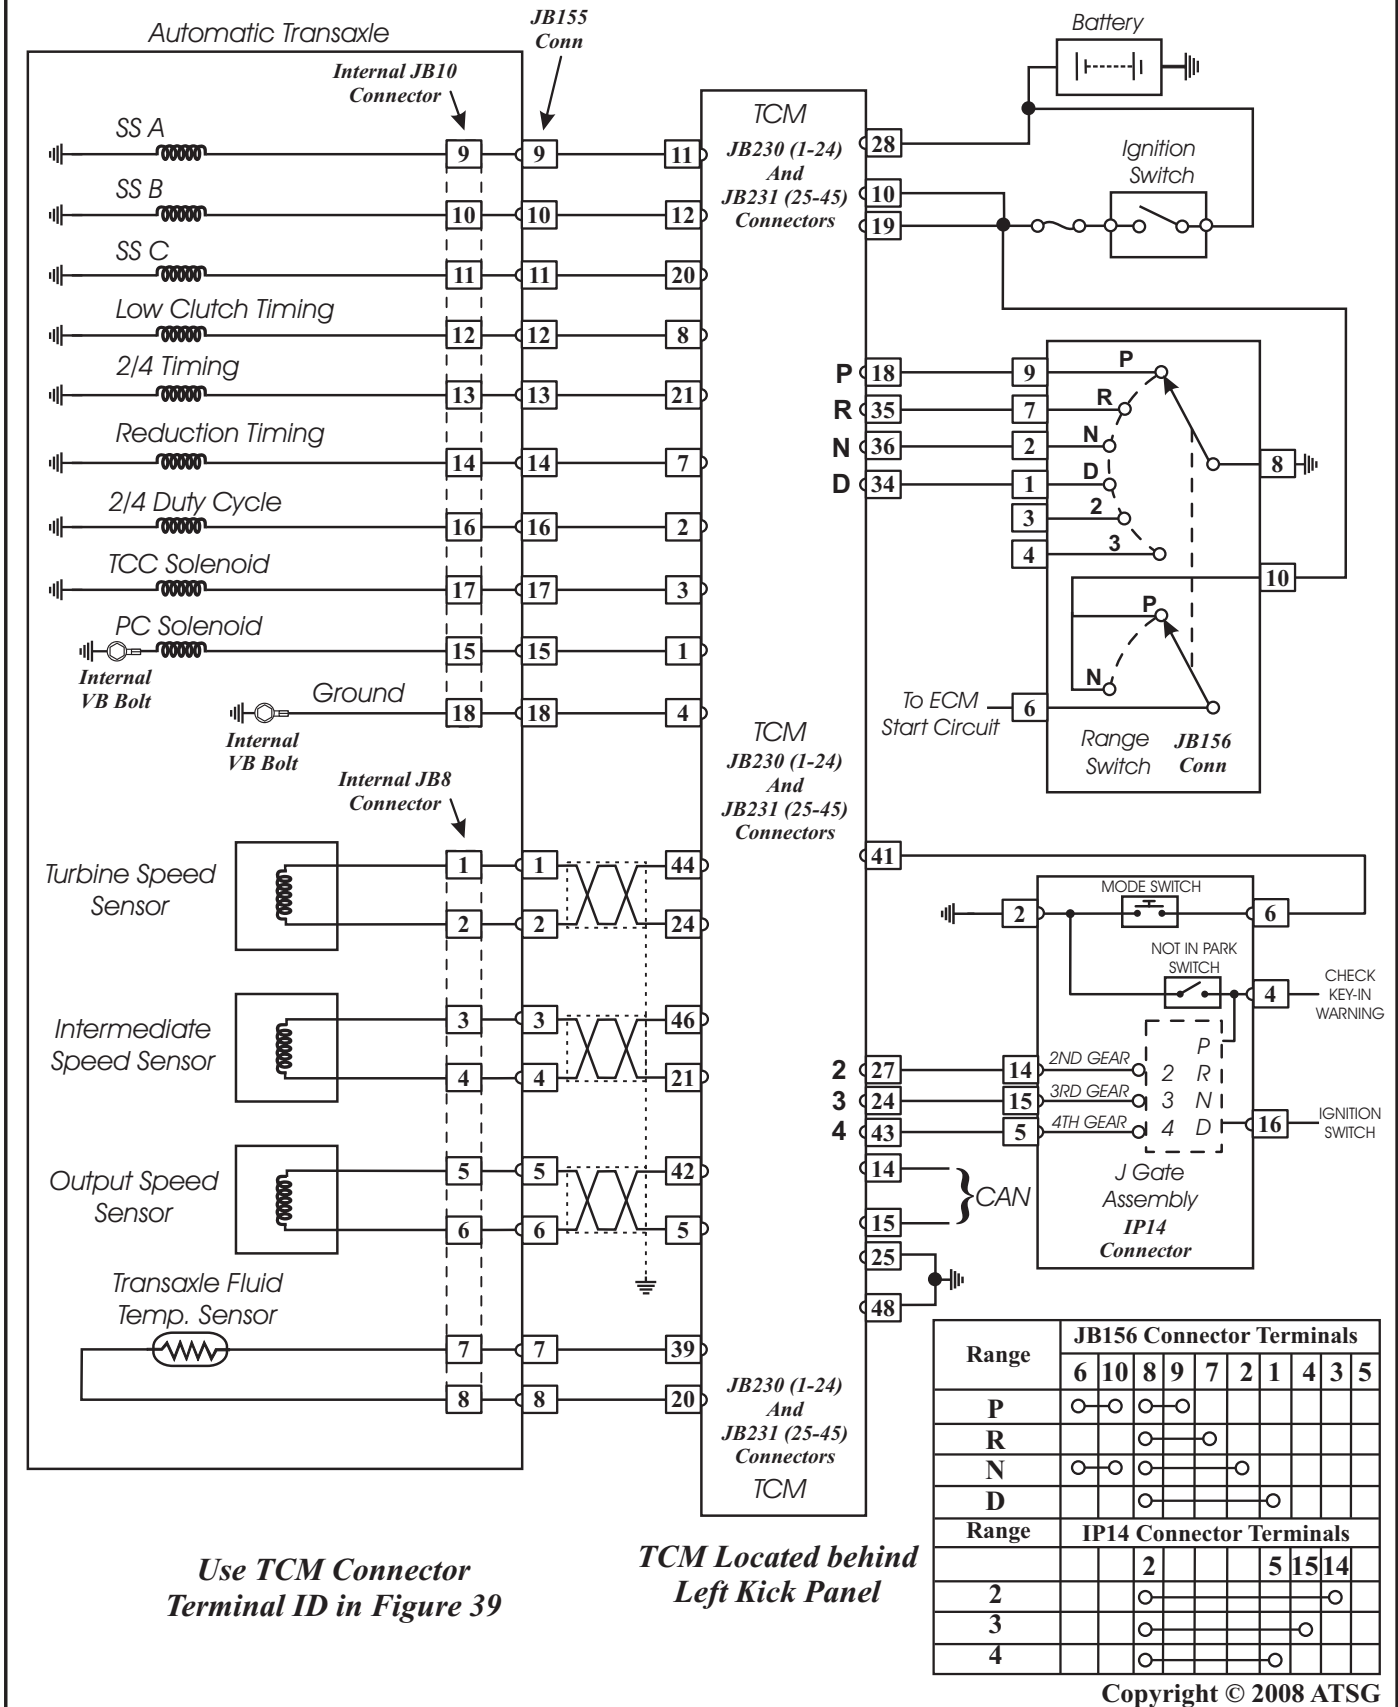 Automatic Transaxle
JB155
Conn
Battery
Internal JB10
Connector
TCM
JB230 (1-24)
And
JB231 (25-45)
Connectors
Ignition
Switch
SS A
9 9 11
28
SS B
10 10 12
10
19
SS C
11 11 20
Low Clutch Timing
12 12 8
2/4 Timing
13 13 21
Reduction Timing
14 14 7
2/4 Duty Cycle
16 16 2
TCC Solenoid
17 17 3
PC Solenoid
15 15 1
Internal
VB Bolt
Ground
18 18 4
Internal
VB Bolt
P 18 9 P
R 35 7 R
N 36 2 N
D 34 1 D
3 2
4 3
8
10
P
N
To ECM
Start Circuit
6
Range
Switch
JB156
Conn
TCM
JB230 (1-24)
And
JB231 (25-45)
Connectors
Internal JB8
Connector
Turbine Speed
Sensor
1 1 44
2 2 24
Intermediate
Speed Sensor
3 3 46
4 4 21
Output Speed
Sensor
5 5 42
6 6 5
Transaxle Fluid
Temp. Sensor
7 7 39
8 8 20
41
MODE SWITCH
2 6
NOT IN PARK
SWITCH
4
CHECK
KEY-IN
WARNING
P
2 27 14 2ND GEAR 2 R
3 24 15 3RD GEAR 3 N
4 43 5 4TH GEAR 4 D 16
IGNITION
SWITCH
14
CAN
15
25
48
J Gate
Assembly
IP14
Connector
JB230 (1-24)
And
JB231 (25-45)
Connectors
TCM
Range JB156 Connector Terminals
6 10 8 9 7 2 1 4 3 5
P
R
N
D
Range IP14 Connector Terminals
2 5 15 14
2
3
4
Use TCM Connector
Terminal ID in Figure 39
TCM Located behind
Left Kick Panel
Copyright © 2008 ATSG